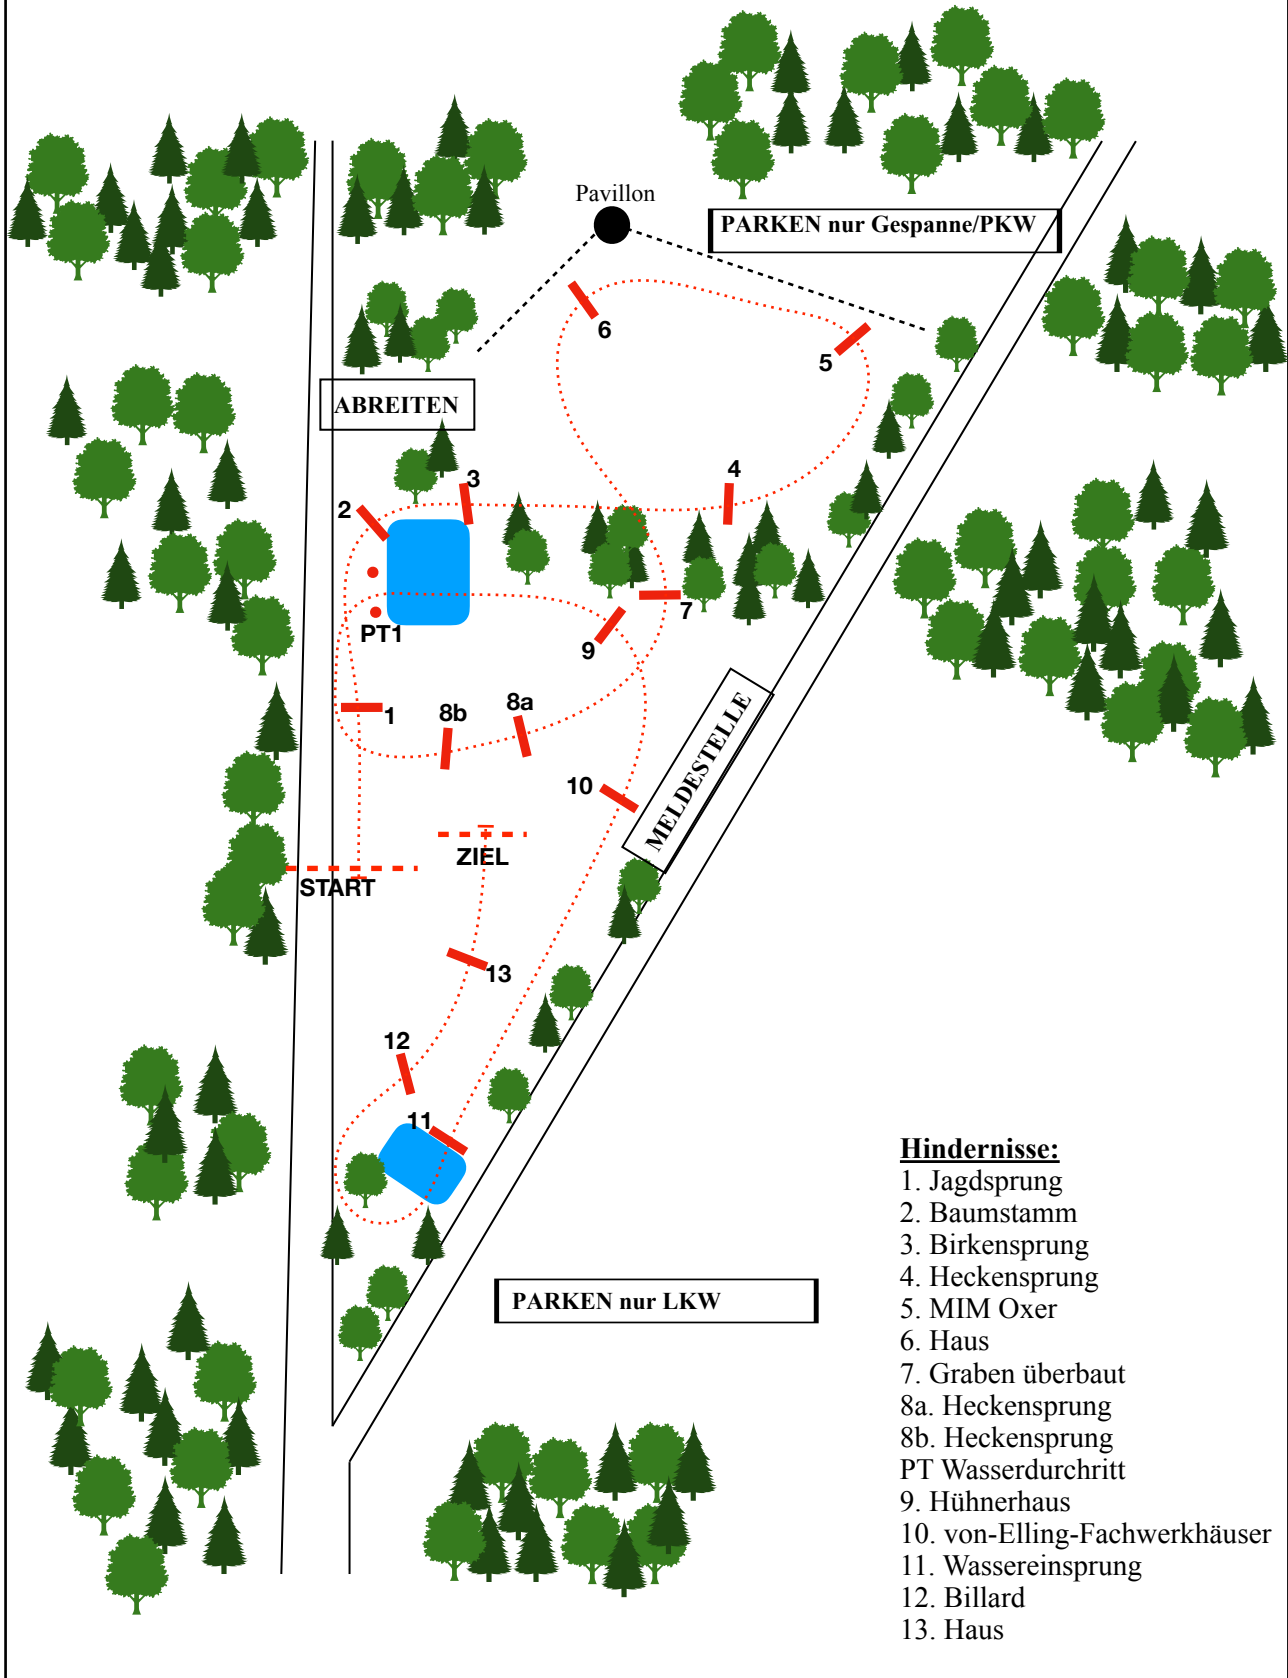 Pavillon
PARKEN nur Gespanne/PKW
6
5
ABREITEN
3
4
2
7
PT1
9
1
8b
8a
10
MELDESTELLE
ZIEL
START
13
12
11
Hindernisse:
1. Jagdsprung
2. Baumstamm
3. Birkensprung
4. Heckensprung
5. MIM Oxer
6. Haus
7. Graben überbaut
8a. Heckensprung
8b. Heckensprung
PT Wasserdurchritt
9. Hühnerhaus
10. von-Elling-Fachwerkhäuser
11. Wassereinsprung
12. Billard
13. Haus
PARKEN nur LKW